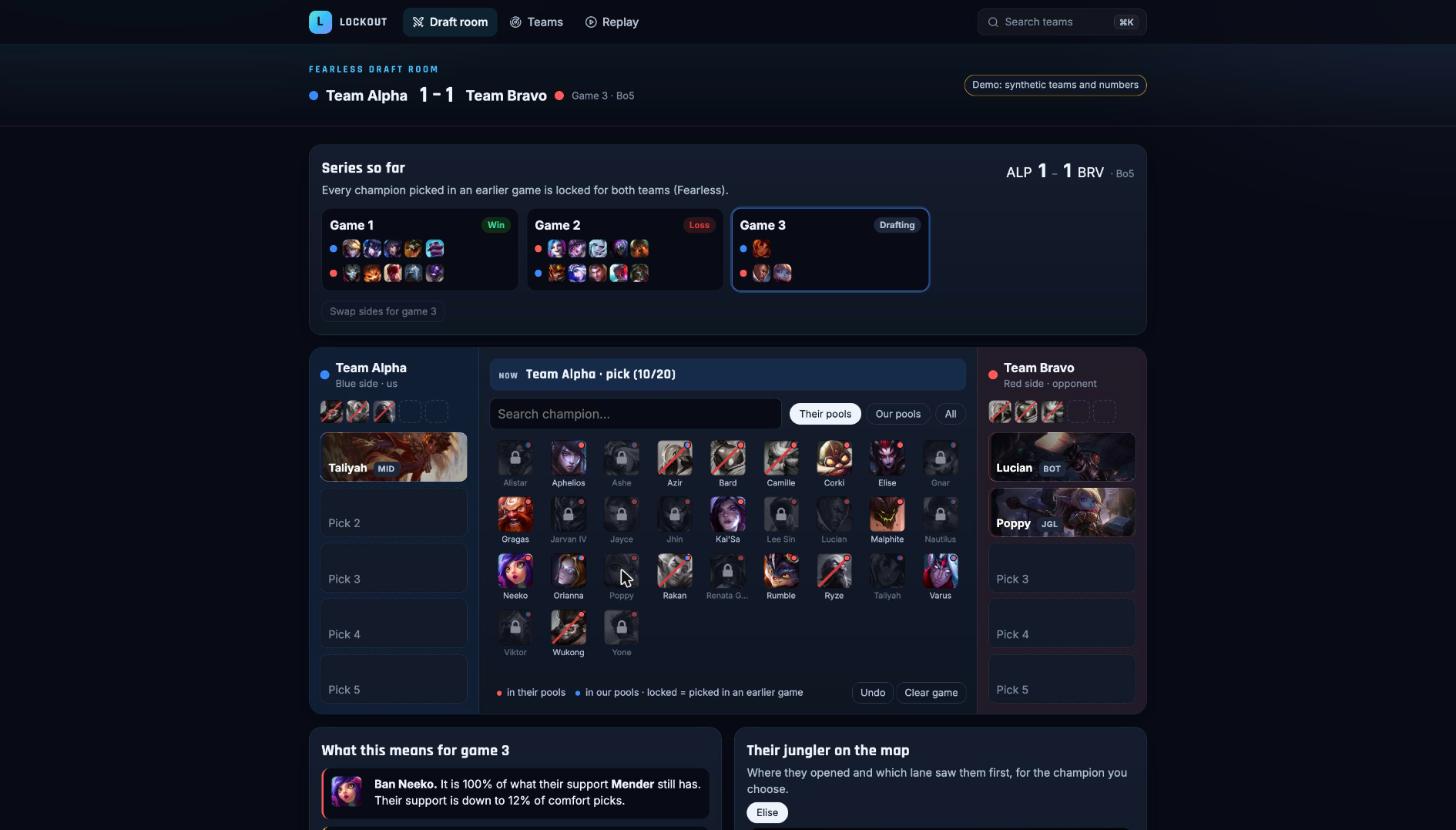 L LOCKOUT Draft room Teams Replay Search teams ⌘K
FEARLESS DRAFT ROOM
Team Alpha 1 – 1 Team Bravo Game 3 · Bo5
Demo: synthetic teams and numbers
Series so far
ALP 1 – 1 BRV · Bo5
Every champion picked in an earlier game is locked for both teams (Fearless).
Game 1 Win
Game 2 Loss
Game 3 Drafting
Swap sides for game 3
Team Alpha
Blue side · us
Taliyah MID
Pick 2
Pick 3
Pick 4
Pick 5
NOW Team Alpha · pick (10/20)
Search champion... Their pools Our pools All
Alistar Aphelios Ashe Azir Bard Camille Corki Elise Gnar
Gragas Jarvan IV Jayce Jhin Kai'Sa Lee Sin Lucian Malphite Nautilus
Neeko Orianna Poppy Rakan Renata G... Rumble Ryze Taliyah Varus
Viktor Wukong Yone
in their pools in our pools · locked = picked in an earlier game Undo Clear game
Team Bravo
Red side · opponent
Lucian BOT
Poppy JGL
Pick 3
Pick 4
Pick 5
What this means for game 3
Ban Neeko. It is 100% of what their support Mender still has.
Their support is down to 12% of comfort picks.
Their jungler on the map
Where they opened and which lane saw them first, for the champion you
choose.
Elise